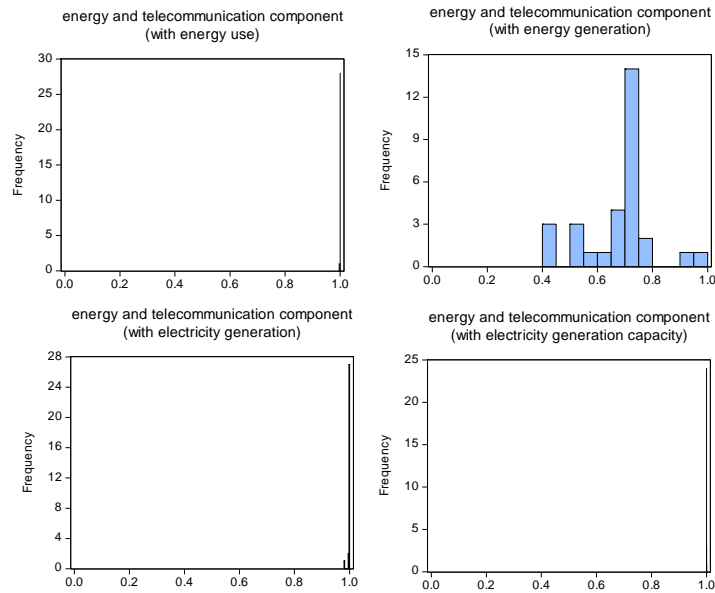 energy and telecommunication component
(with energy use)
30
25
20
15
10
5
0
Frequency
0.0 0.2 0.4 0.6 0.8 1.0
energy and telecommunication component
(with energy generation)
15
12
9
6
3
0
Frequency
0.0 0.2 0.4 0.6 0.8 1.0
energy and telecommunication component
(with electricity generation)
28
24
20
16
12
8
4
0
Frequency
0.0 0.2 0.4 0.6 0.8 1.0
energy and telecommunication component
(with electricity generation capacity)
25
20
15
10
5
0
Frequency
0.0 0.2 0.4 0.6 0.8 1.0